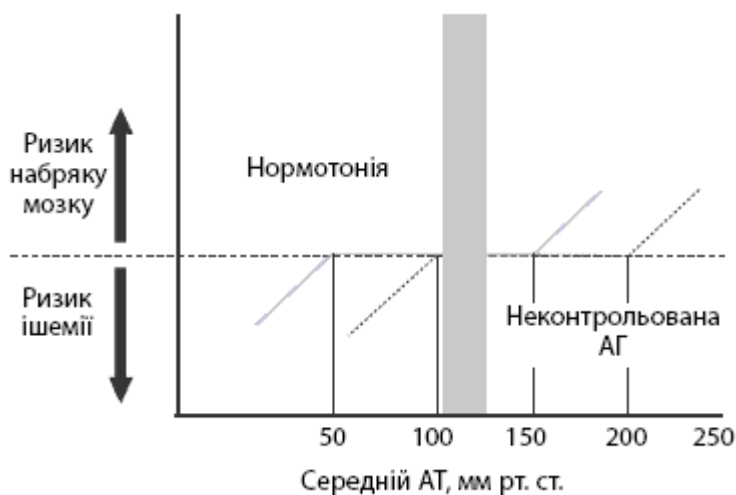 Ризик
набряку
мозку
Нормотонія
Ризик
ішемії
Неконтрольована
АГ
50 100 150 200 250
Середній АТ, мм рт. ст.